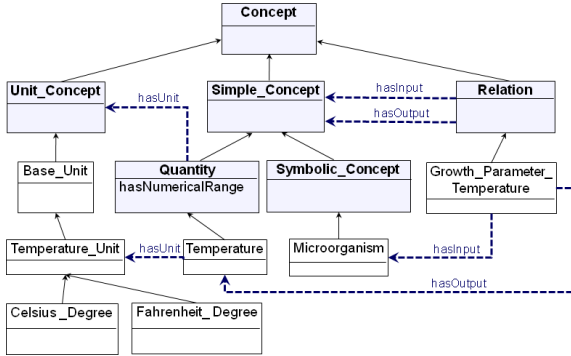 Concept
Unit_Concept
hasUnit
Simple_Concept
hasInput
hasOutput
Relation
Base_Unit
Quantity
hasNumericalRange
Symbolic_Concept
Growth_Parameter_
Temperature
Temperature_Unit
hasUnit
Temperature
Microorganism
hasInput
hasOutput
Celsius_Degree
Fahrenheit_Degree